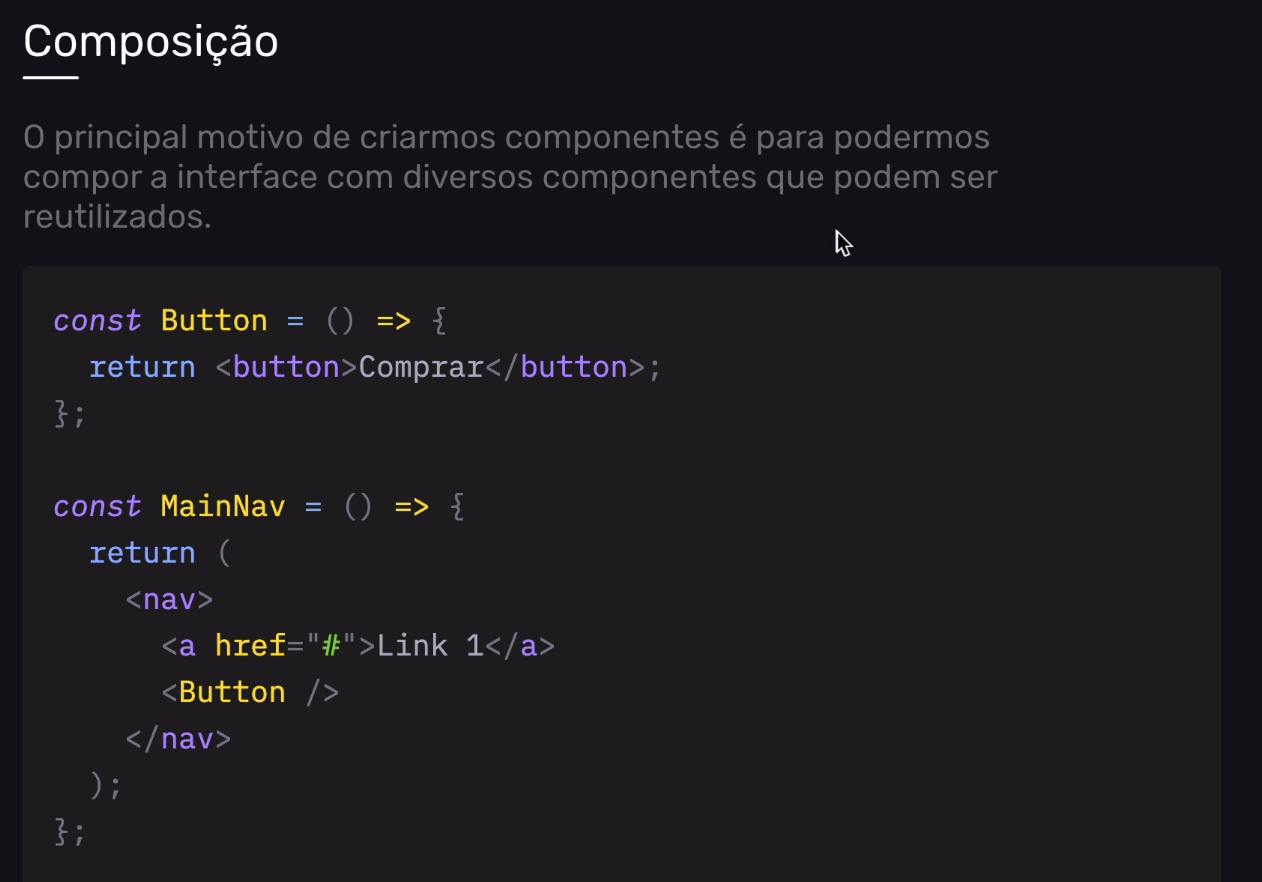 Composição
O principal motivo de criarmos componentes é para podermos
compor a interface com diversos componentes que podem ser
reutilizados.
const Button = () => {
  return <button>Comprar</button>;
};
const MainNav = () => {
  return (
    <nav>
      <a href="#">Link 1</a>
      <Button />
    </nav>
  );
};